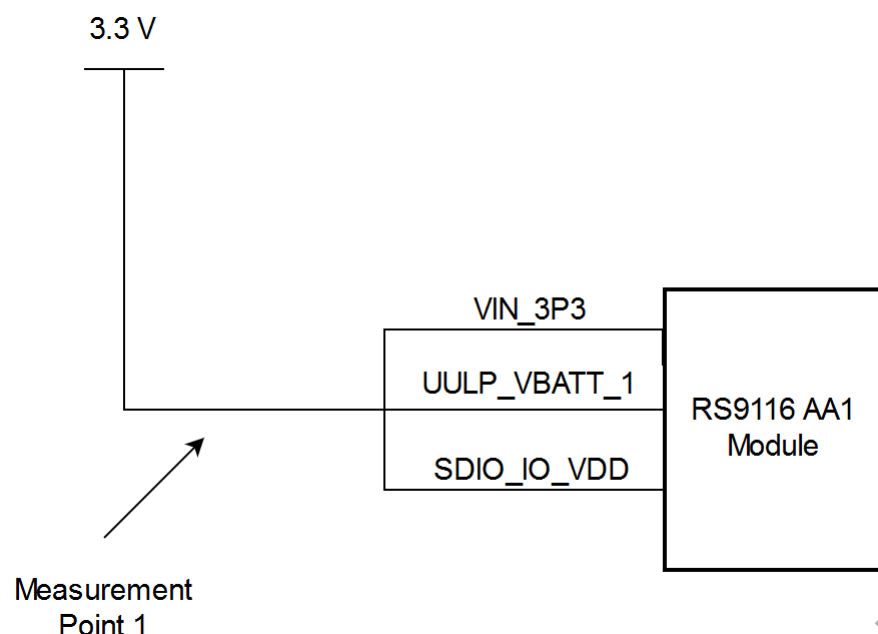 3.3 V
VIN_3P3
UULP_VBATT_1
RS9116 AA1
Module
SDIO_IO_VDD
Measurement
Point 1